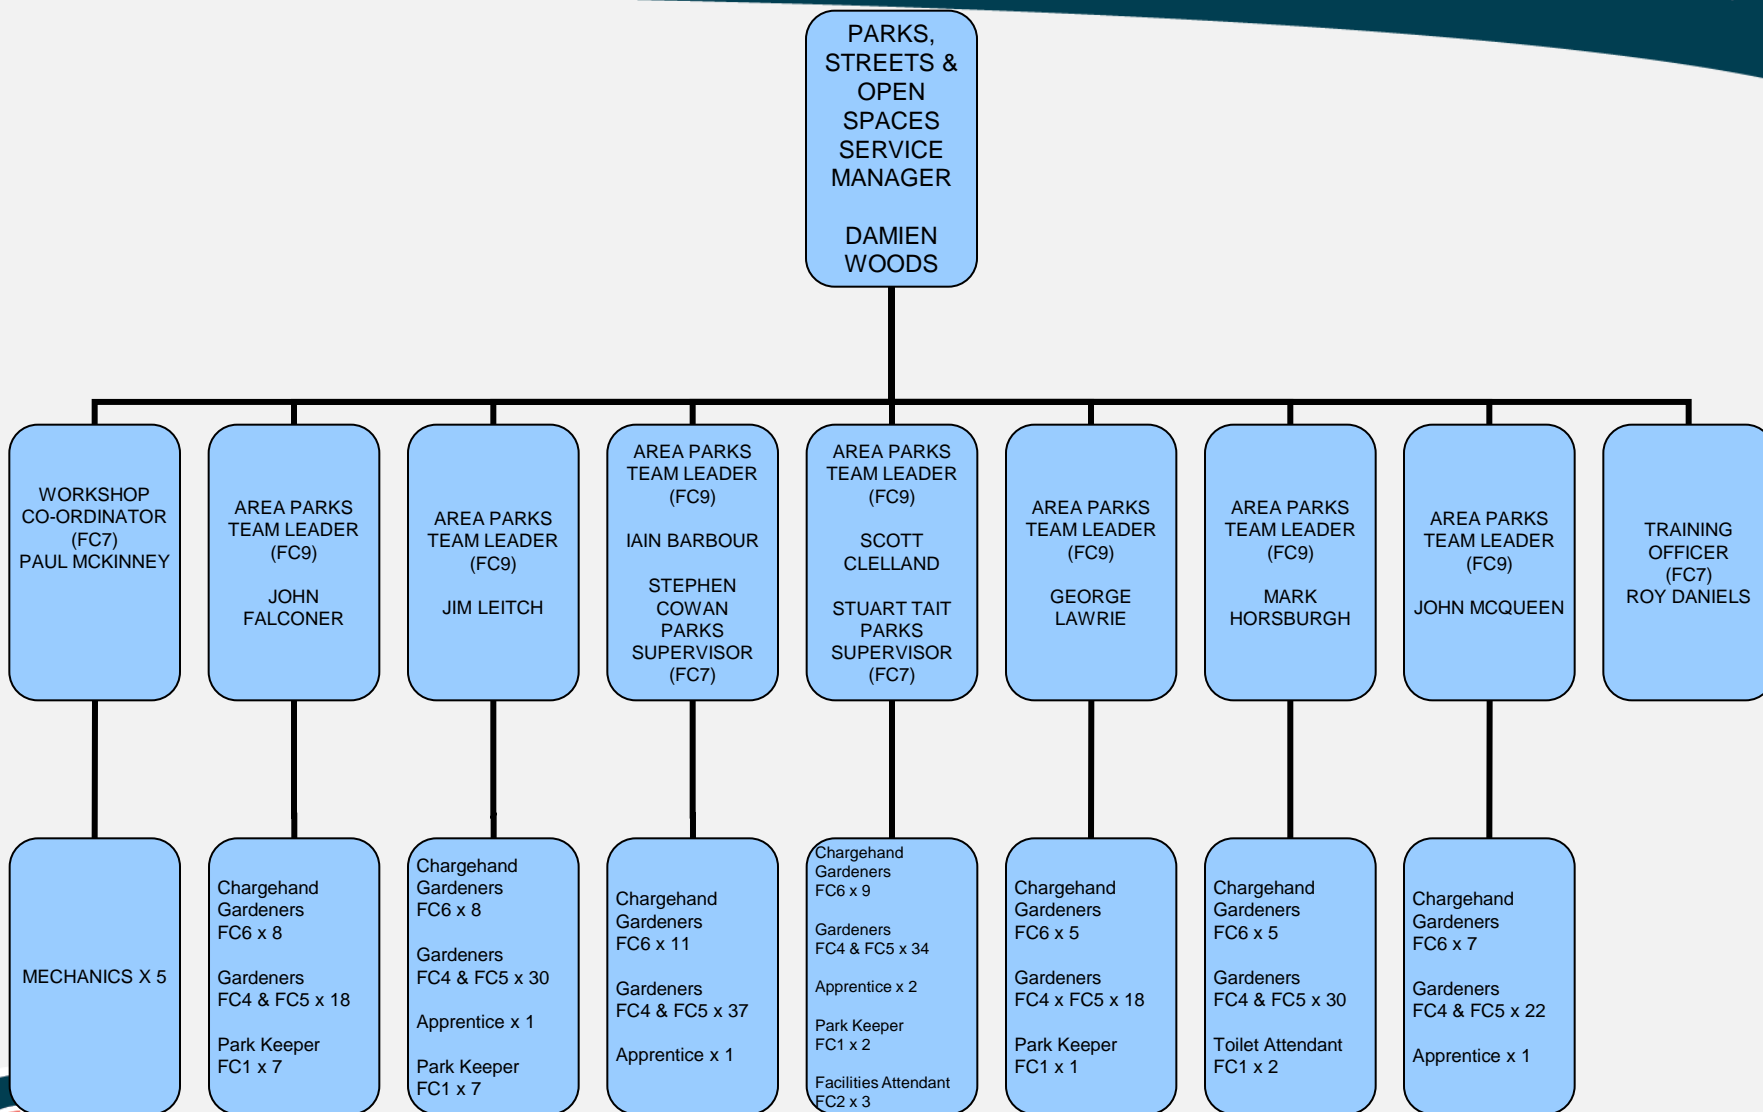 PARKS,
STREETS &
OPEN
SPACES
SERVICE
MANAGER
DAMIEN
WOODS
WORKSHOP
CO-ORDINATOR
(FC7)
PAUL MCKINNEY
AREA PARKS
TEAM LEADER
(FC9)
JOHN
FALCONER
AREA PARKS
TEAM LEADER
(FC9)
JIM LEITCH
AREA PARKS
TEAM LEADER
(FC9)
IAIN BARBOUR
STEPHEN
COWAN
PARKS
SUPERVISOR
(FC7)
AREA PARKS
TEAM LEADER
(FC9)
SCOTT
CLELLAND
STUART TAIT
PARKS
SUPERVISOR
(FC7)
AREA PARKS
TEAM LEADER
(FC9)
GEORGE
LAWRIE
AREA PARKS
TEAM LEADER
(FC9)
MARK
HORSBURGH
AREA PARKS
TEAM LEADER
(FC9)
JOHN MCQUEEN
TRAINING
OFFICER
(FC7)
ROY DANIELS
MECHANICS X 5
Chargehand
Gardeners
FC6 x 8
Gardeners
FC4 & FC5 x 18
Park Keeper
FC1 x 7
Chargehand
Gardeners
FC6 x 8
Gardeners
FC4 & FC5 x 30
Apprentice x 1
Park Keeper
FC1 x 7
Chargehand
Gardeners
FC6 x 11
Gardeners
FC4 & FC5 x 37
Apprentice x 1
Chargehand
Gardeners
FC6 x 9
Gardeners
FC4 & FC5 x 34
Apprentice x 2
Park Keeper
FC1 x 2
Facilities Attendant
FC2 x 3
Chargehand
Gardeners
FC6 x 5
Gardeners
FC4 x FC5 x 18
Park Keeper
FC1 x 1
Chargehand
Gardeners
FC6 x 5
Gardeners
FC4 & FC5 x 30
Toilet Attendant
FC1 x 2
Chargehand
Gardeners
FC6 x 7
Gardeners
FC4 & FC5 x 22
Apprentice x 1